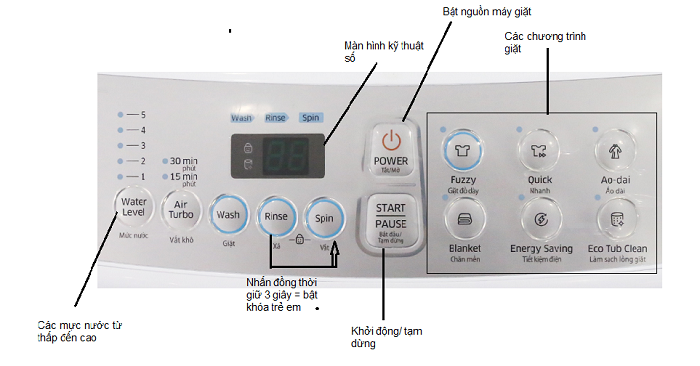 Bật nguồn máy giặt
Các chương trình
giặt
Màn hình kỹ thuật
số
5
4
3
2
1
30 min
phút
15 min
phút
Wash Rinse Spin
88
POWER
Tắt/Mở
START
PAUSE
Bắt đầu/
Tạm dừng
Water
Level
Mức nước
Air
Turbo
Vắt khô
Wash
Giặt
Rinse
Xả
Spin
Vắt
Fuzzy
Giặt đồ dày
Quick
Nhanh
Ao-dai
Áo dài
Blanket
Chăn mền
Energy Saving
Tiết kiệm điện
Eco Tub Clean
Làm sạch lồng giặt
Nhấn đồng thời
giữ 3 giây = bật
khóa trẻ em
Các mực nước từ
thấp đến cao
Khởi động/ tạm
dừng